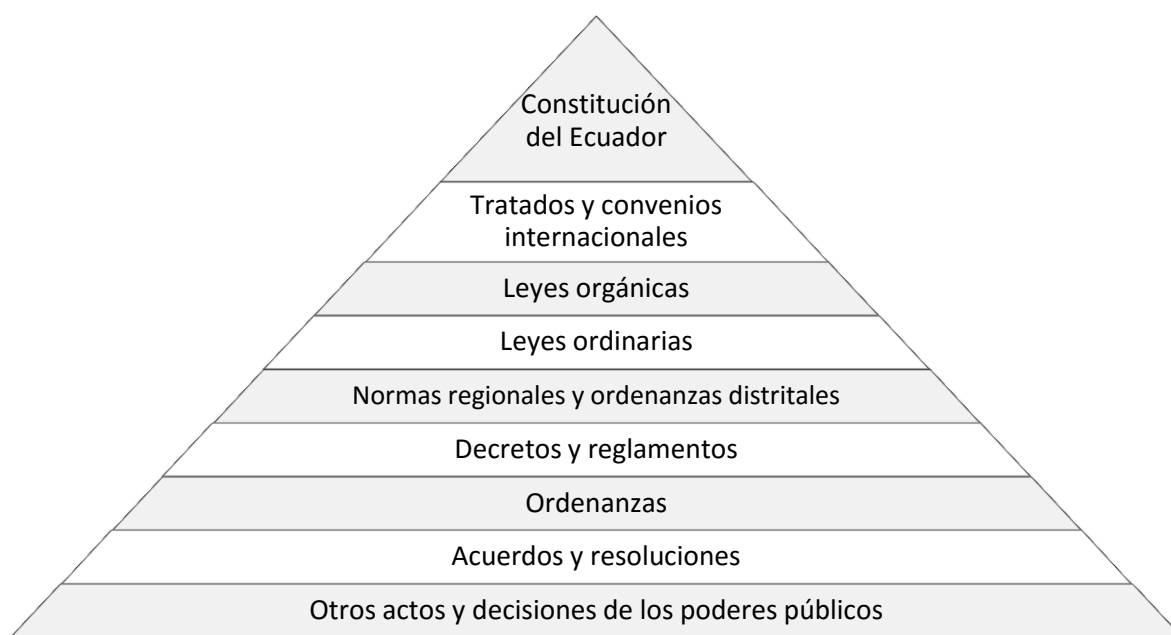 Constitución
del Ecuador
Tratados y convenios
internacionales
Leyes orgánicas
Leyes ordinarias
Normas regionales y ordenanzas distritales
Decretos y reglamentos
Ordenanzas
Acuerdos y resoluciones
Otros actos y decisiones de los poderes públicos